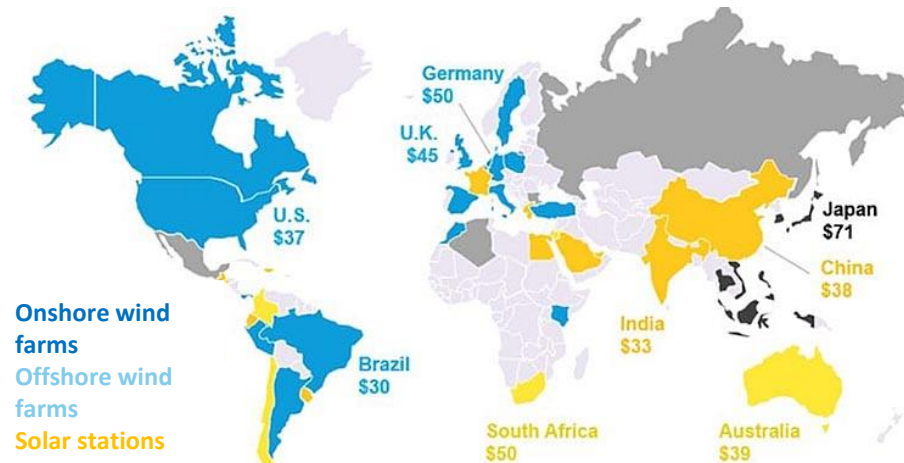 Germany
$50
U.K.
$45
U.S.
$37
Japan
$71
China
$38
India
$33
Brazil
$30
South Africa
$50
Australia
$39
Onshore wind
farms
Offshore wind
farms
Solar stations